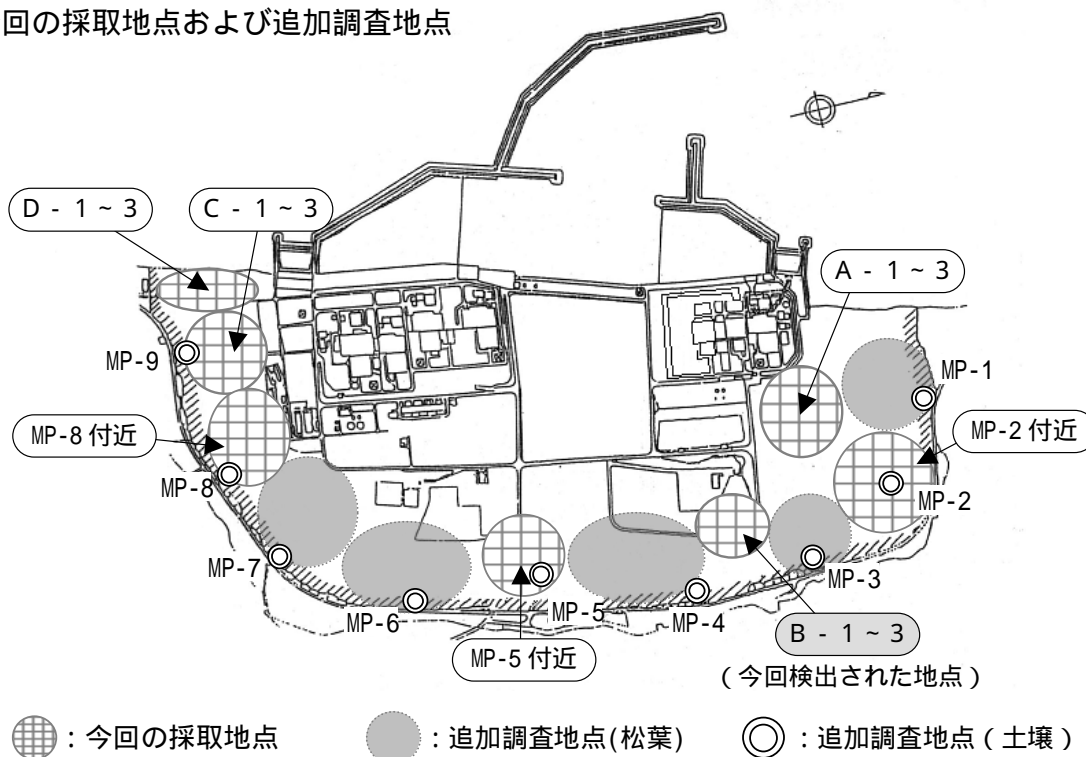 回の採取地点および追加調査地点
D - 1 ~ 3
C - 1 ~ 3
A - 1 ~ 3
MP-9
MP-1
MP-8 付近
MP-2 付近
MP-8
MP-2
MP-7
MP-3
MP-6
MP-5
MP-4
B - 1 ~ 3
MP-5 付近
(今回検出された地点)
:今回の採取地点
:追加調査地点(松葉)
:追加調査地点(土壌)